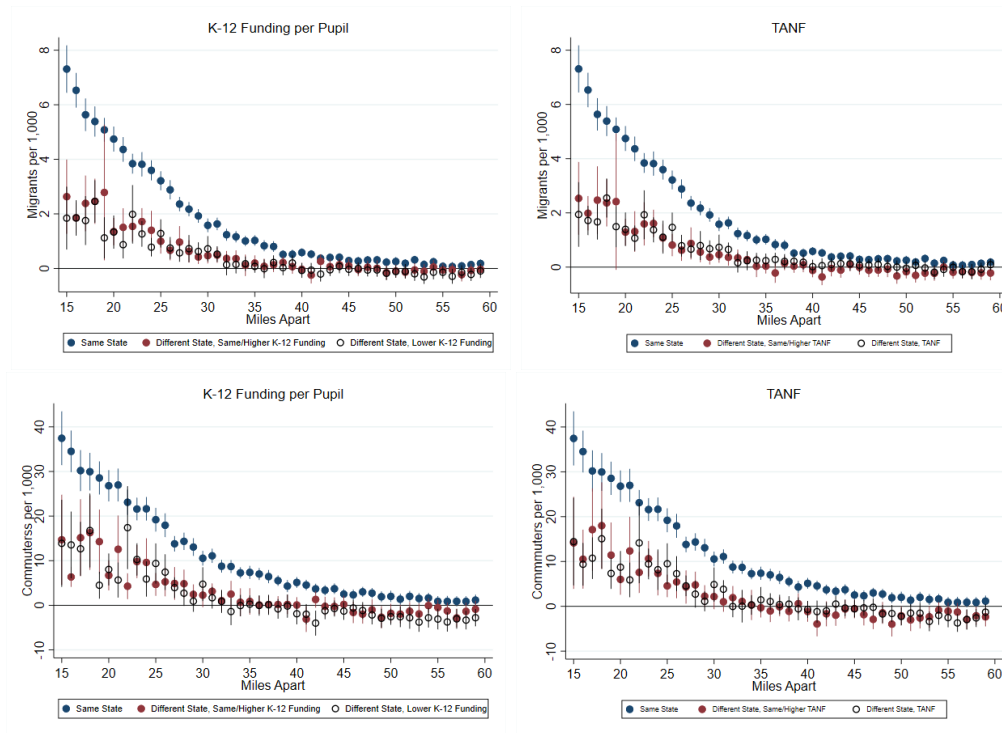 K-12 Funding per Pupil
Migrants per 1,000
8
6
4
2
0
15 20 25 30 35 40 45 50 55 60
Miles Apart
Same State Different State, Same/Higher K-12 Funding Different State, Lower K-12 Funding
TANF
Migrants per 1,000
8
6
4
2
0
15 20 25 30 35 40 45 50 55 60
Miles Apart
Same State Different State, Same/Higher TANF Different State, TANF
K-12 Funding per Pupil
Commuterss per 1,000
40
30
20
10
0
-10
15 20 25 30 35 40 45 50 55 60
Miles Apart
Same State Different State, Same/Higher K-12 Funding Different State, Lower K-12 Funding
TANF
Commmuters per 1,000
40
30
20
10
0
-10
15 20 25 30 35 40 45 50 55 60
Miles Apart
Same State Different State, Same/Higher TANF Different State, TANF